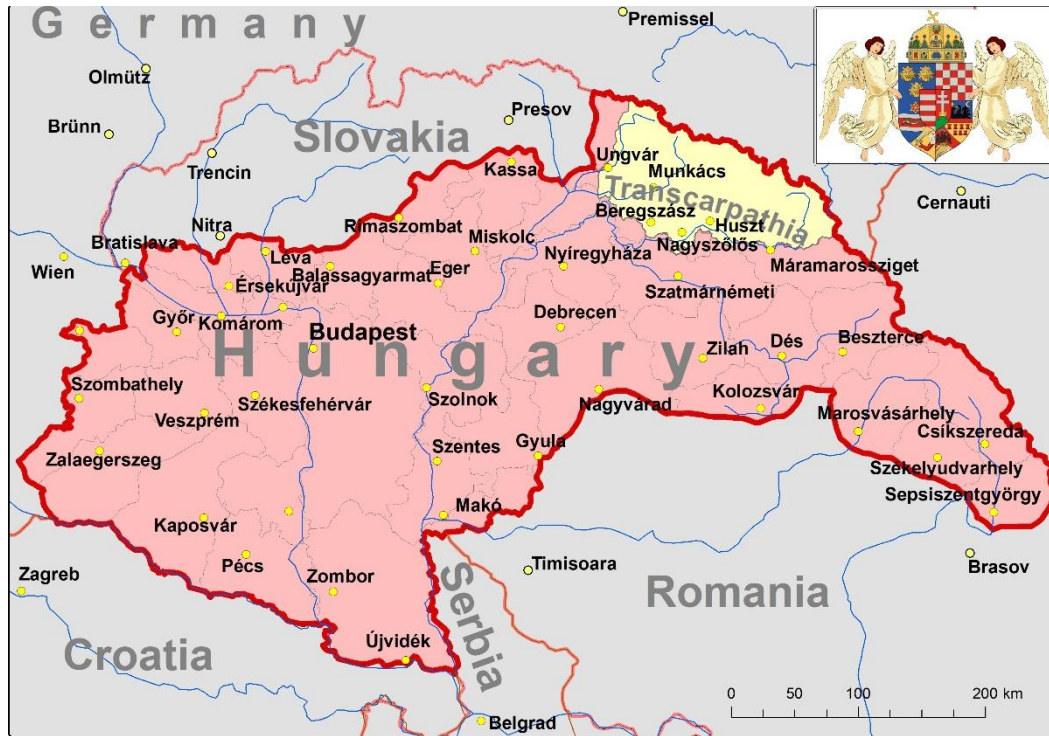 Germany
Premissel
Olmütz
Brünn
Presov
Slovakia
Trencin
Kassa
Ungvár
Munkács
Transcarpathia
Cernauti
Nitra
Rimaszombat
Beregszász
Huszt
Nagyszőlős
Bratislava
Wien
Léva
Miskolc
Balassagyarmat
Eger
Nyíregyháza
Máramarossziget
Érsekújvár
Szatmárnémeti
Győr
Komárom
Budapest
Debrecen
Hungary
Zilah
Dés
Beszterce
Szombathely
Székesfehérvár
Veszprém
Szolnok
Nagyvárad
Kolozsvár
Marosvásárhely
Csíkszereda
Zalaegerszeg
Szentes
Gyula
Székelyudvarhely
Sepsiszentgyörgy
Kaposvár
Makó
Pécs
Timisoara
Brasov
Zagreb
Zombor
Serbia
Romania
Croatia
Újvidék
Belgrad
0 50 100 200 km